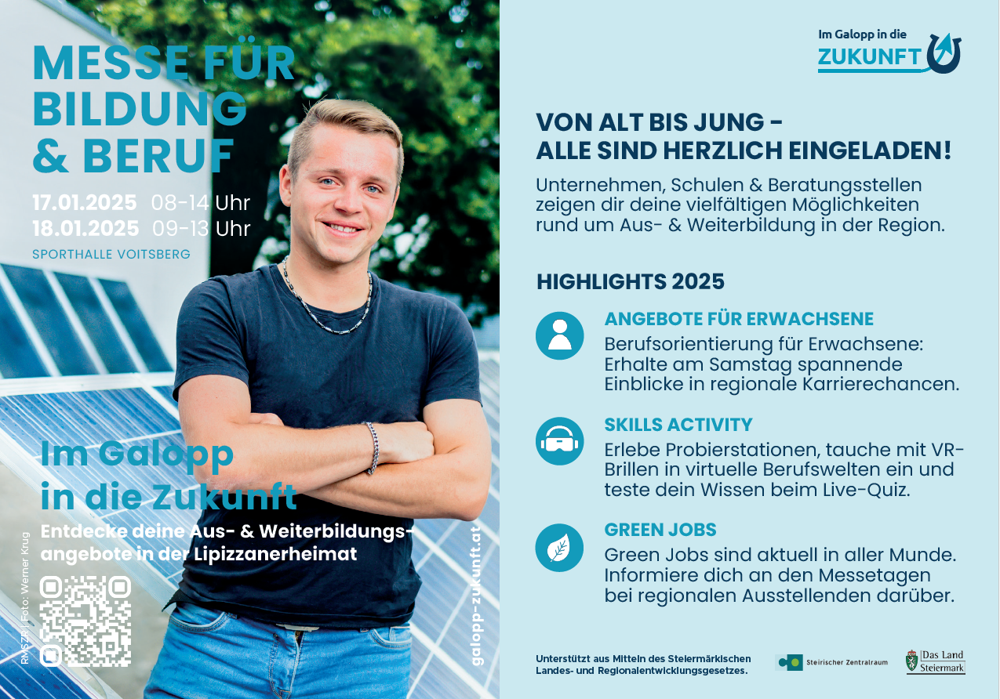 MESSE FÜR
BILDUNG
& BERUF
17.01.2025 08-14 Uhr
18.01.2025 09-13 Uhr
SPORTHALLE VOITSBERG
Im Galopp
in die Zukunft
Entdecke deine Aus- & Weiterbildungs-
angebote in der Lipizzanerheimat
RMSZR | Foto: Werner Krug
galopp-zukunft.at
Im Galopp in die
ZUKUNFT
VON ALT BIS JUNG -
ALLE SIND HERZLICH EINGELADEN!
Unternehmen, Schulen & Beratungsstellen
zeigen dir deine vielfältigen Möglichkeiten
rund um Aus- & Weiterbildung in der Region.
HIGHLIGHTS 2025
ANGEBOTE FÜR ERWACHSENE
Berufsorientierung für Erwachsene:
Erhalte am Samstag spannende
Einblicke in regionale Karrierechancen.
SKILLS ACTIVITY
Erlebe Probierstationen, tauche mit VR-
Brillen in virtuelle Berufswelten ein und
teste dein Wissen beim Live-Quiz.
GREEN JOBS
Green Jobs sind aktuell in aller Munde.
Informiere dich an den Messetagen
bei regionalen Ausstellenden darüber.
Unterstützt aus Mitteln des Steiermärkischen
Landes- und Regionalentwicklungsgesetzes.
Steirischer Zentralraum
Das Land
Steiermark